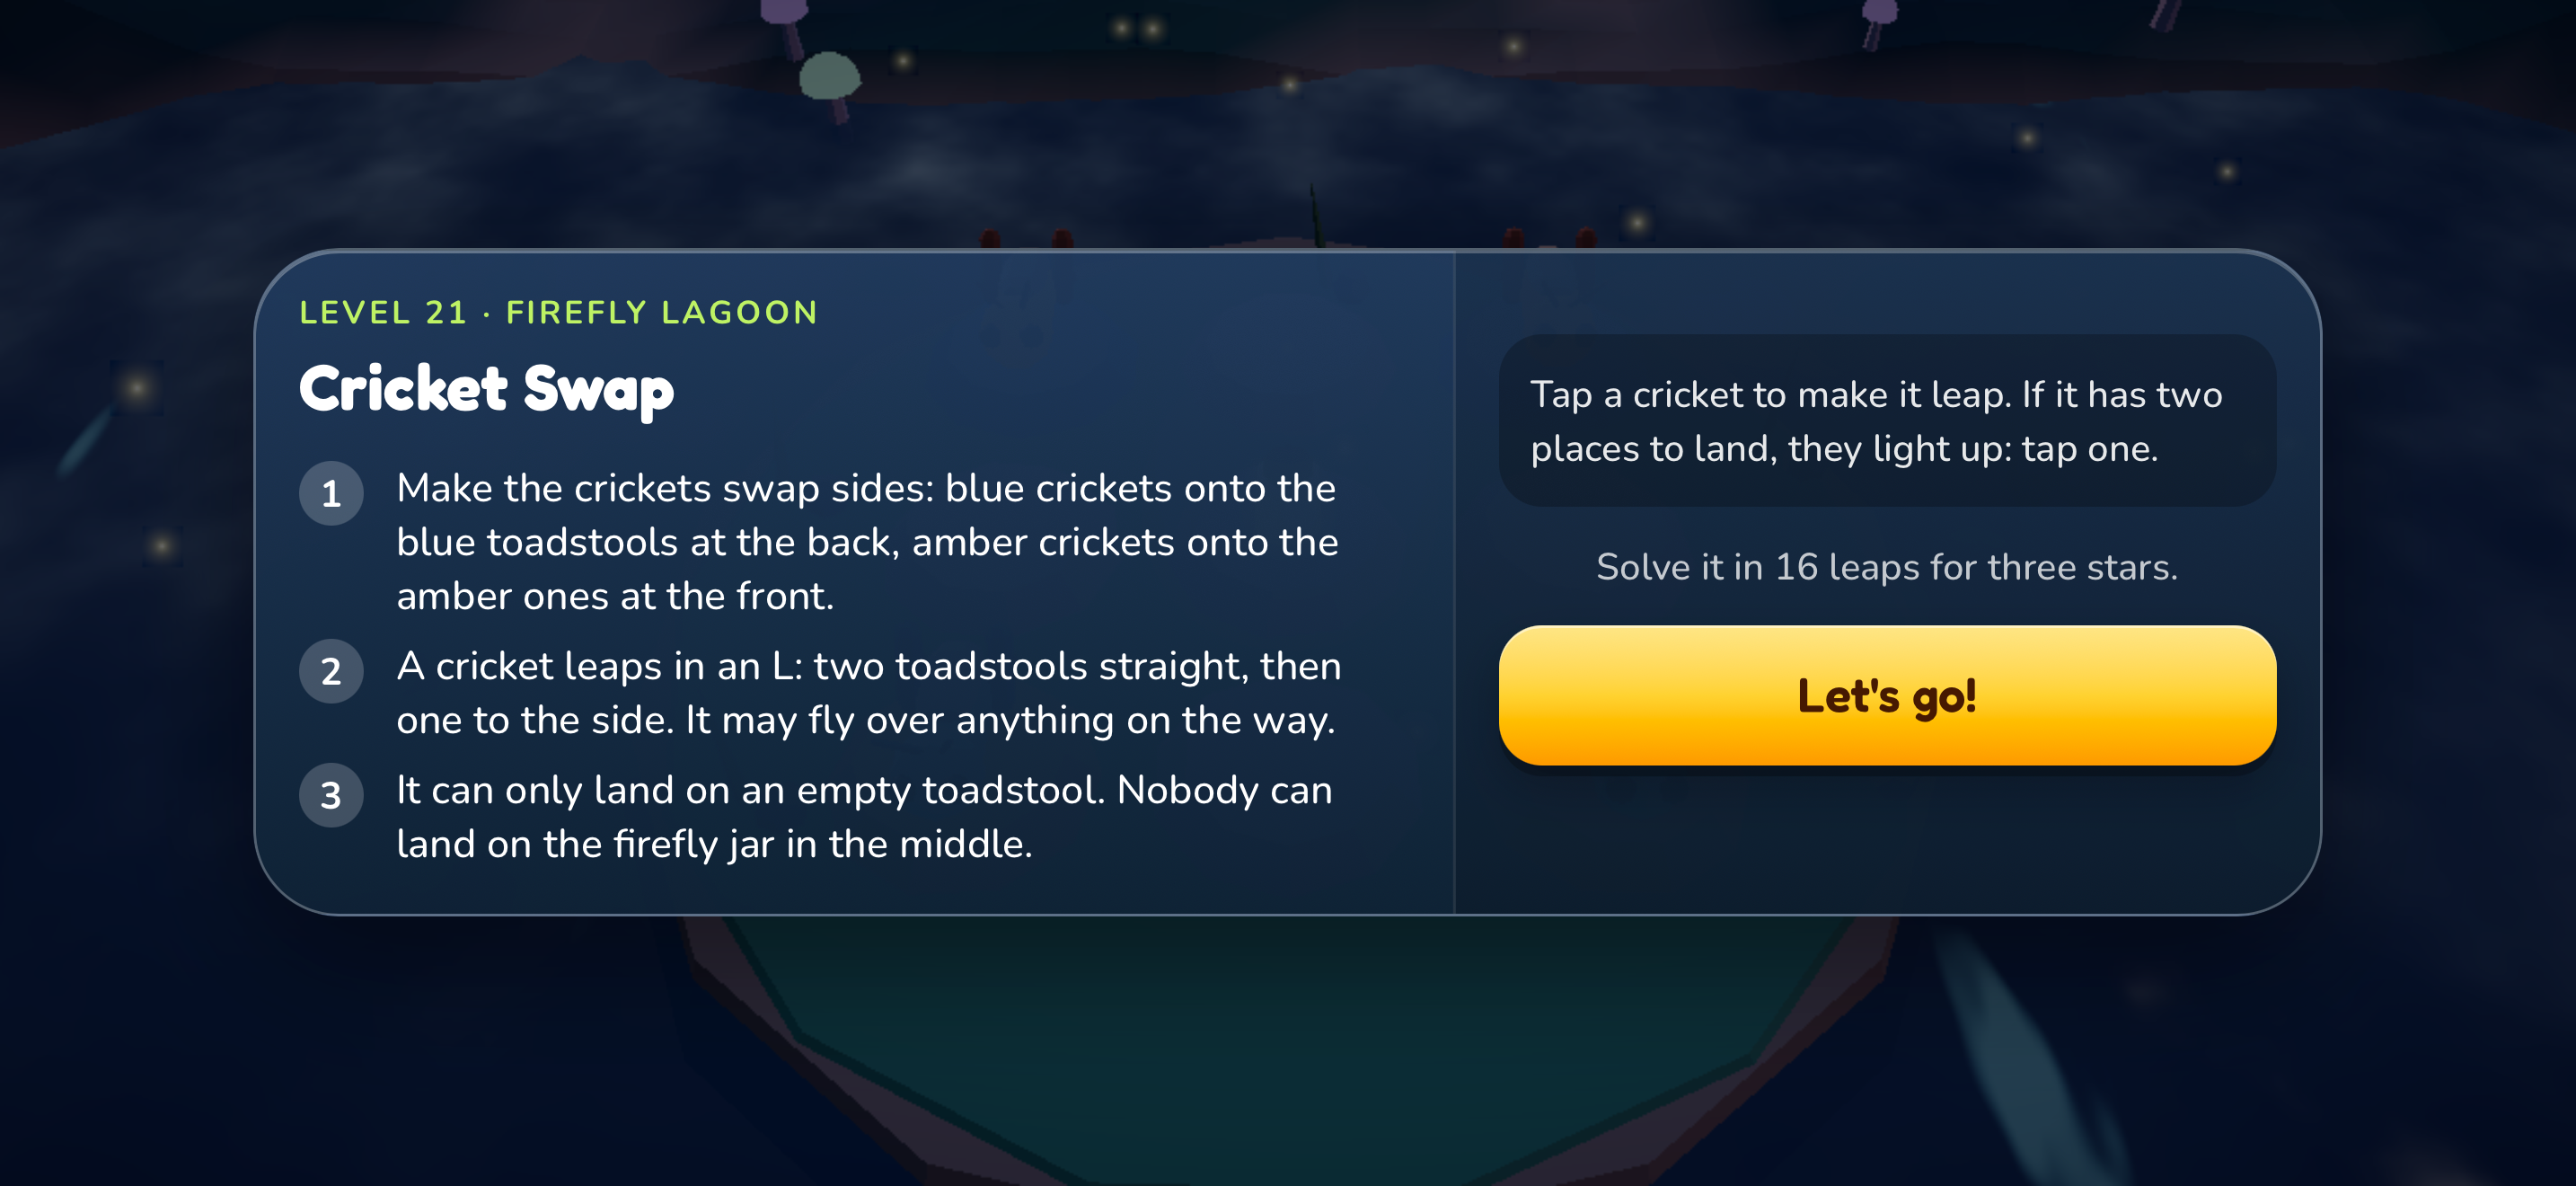 LEVEL 21 · FIREFLY LAGOON
Cricket Swap
1 Make the crickets swap sides: blue crickets onto the
blue toadstools at the back, amber crickets onto the
amber ones at the front.
2 A cricket leaps in an L: two toadstools straight, then
one to the side. It may fly over anything on the way.
3 It can only land on an empty toadstool. Nobody can
land on the firefly jar in the middle.
Tap a cricket to make it leap. If it has two
places to land, they light up: tap one.
Solve it in 16 leaps for three stars.
Let's go!